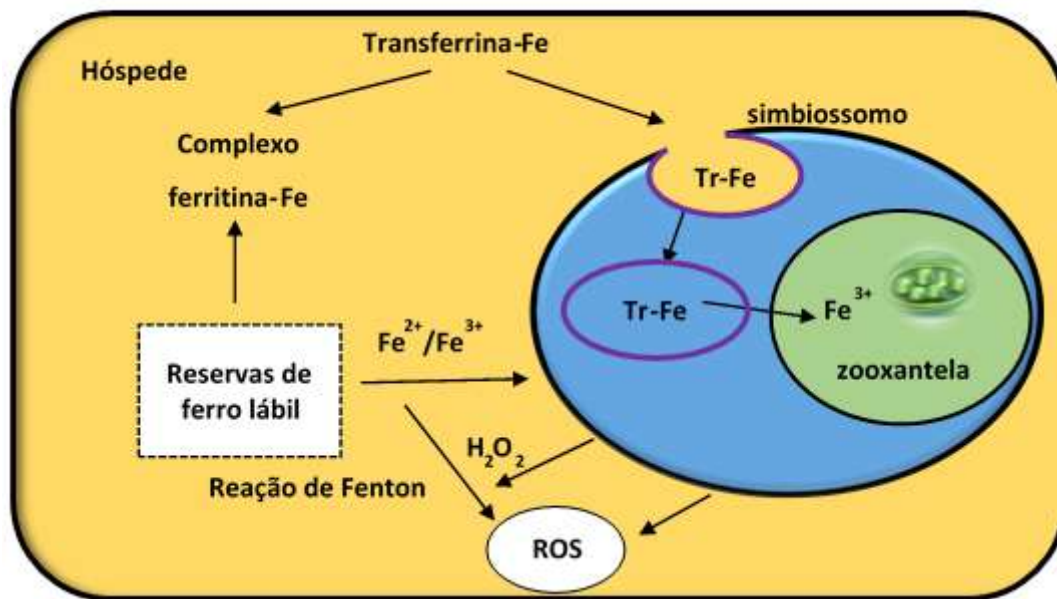 Transferrina-Fe
Hóspede
simbiossomo
Complexo
ferritina-Fe
Tr-Fe
Tr-Fe
Fe³⁺
zooxantela
Fe²⁺/Fe³⁺
Reservas de
ferro lábil
H₂O₂
Reação de Fenton
ROS